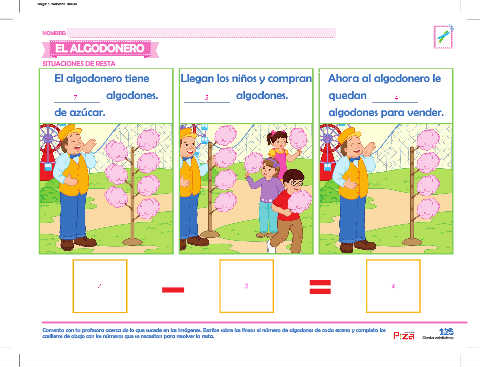 NOMBRE:
EL ALGODONERO
SITUACIONES DE RESTA
El algodonero tiene
7 algodones.
de azúcar.
Llegan los niños y compran
3 algodones.
Ahora al algodonero le
quedan 4
algodones para vender.
7 - 3 = 4
Comenta con tu profesora acerca de lo que sucede en las imágenes. Escribe sobre las líneas el número de algodones de cada escena y completa los
casilleros de abajo con los números que se necesitan para resolver la resta.
125